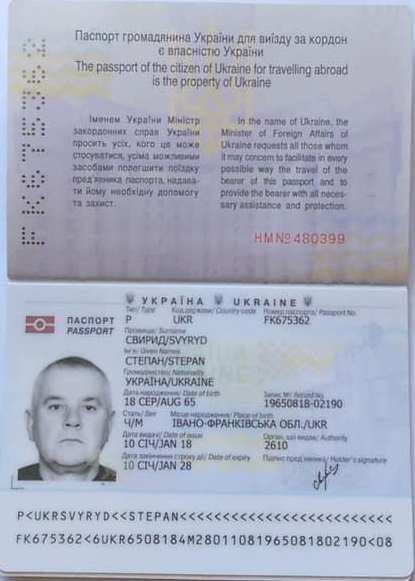 Паспорт громадянина України для виїзду за кордон
є власністю України
The passport of the citizen of Ukraine for travelling abroad
is the property of Ukraine
Іменем України Міністр
закордонних справ України
просить усіх, кого це може
стосуватися, усіма можливими
засобами полегшити поїздку
пред'явника паспорта, надава-
ти йому необхідну допомогу
та захист.
In the name of Ukraine, the
Minister of Foreign Affairs of
Ukraine requests all those whom
it may concern to facilitate in every
possible way the travel of the
bearer of this passport and to
provide the bearer with all neces-
sary assistance and protection.
НМ№480399
УКРАЇНА UKRAINE
ПАСПОРТ
PASSPORT
Тип/ Type Код держави/ Country code Номер паспорта/ Passport No.
P UKR FK675362
Прізвище/ Surname
СВИРИД/SVYRYD
Ім'я/ Given Names
СТЕПАН/STEPAN
Громадянство/ Nationality
УКРАЇНА/UKRAINE
Дата народження/ Date of birth Запис №/ Record No.
18 СЕР/AUG 65 19650818-02190
Стать/ Sex Місце народження/ Place of birth
Ч/M ІВАНО-ФРАНКІВСЬКА ОБЛ./UKR
Дата видачі/ Date of issue Орган, що видав/ Authority
10 СІЧ/JAN 18 2610
Дата закінчення строку дії/ Date of expiry Підпис пред'явника/ Holder's signature
10 СІЧ/JAN 28
P<UKRSVYRYD<<STEPAN<<<<<<<<<<<<<<<<<<<<<<<<<
FK675362<6UKR6508184M28011081965081802190<08